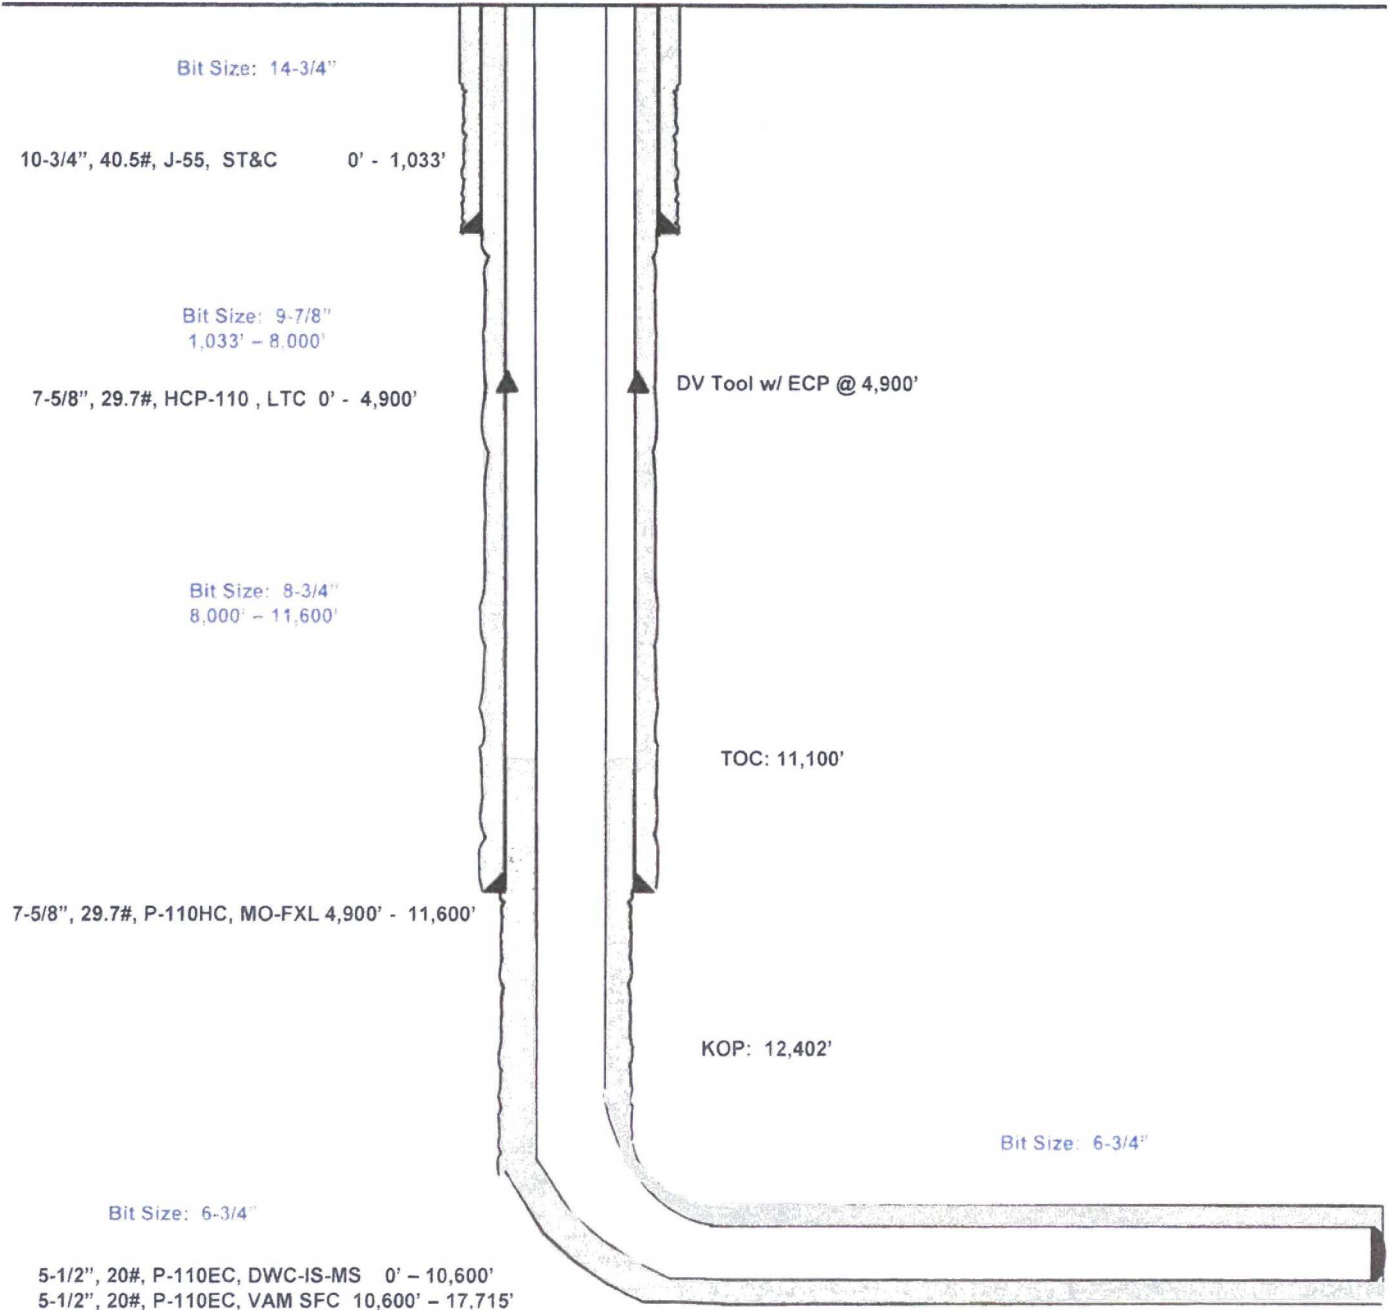 Bit Size: 14-3/4"
10-3/4", 40.5#, J-55, ST&C 0' - 1,033'
Bit Size: 9-7/8"
1,033' – 8,000'
DV Tool w/ ECP @ 4,900'
7-5/8", 29.7#, HCP-110 , LTC 0' - 4,900'
Bit Size: 8-3/4"
8,000' – 11,600'
TOC: 11,100'
7-5/8", 29.7#, P-110HC, MO-FXL 4,900' - 11,600'
KOP: 12,402'
Bit Size: 6-3/4"
Bit Size: 6-3/4"
5-1/2", 20#, P-110EC, DWC-IS-MS 0' – 10,600'
5-1/2", 20#, P-110EC, VAM SFC 10,600' – 17,715'